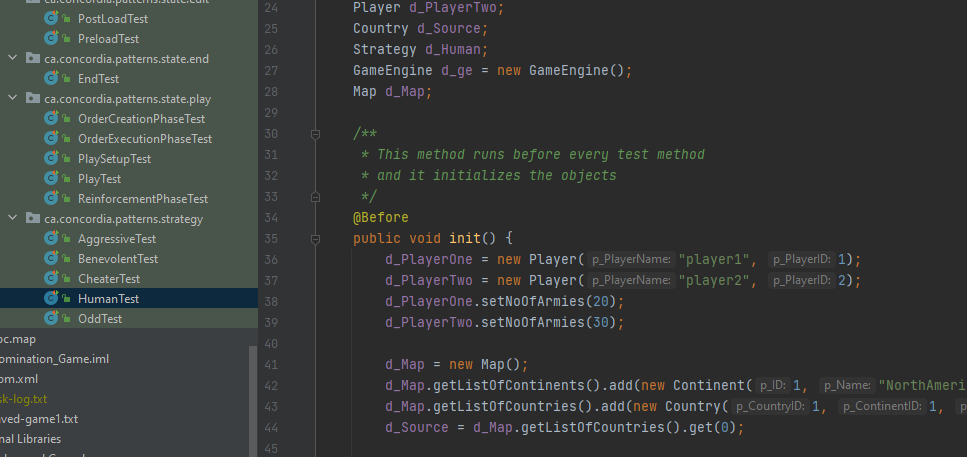 ca.concordia.patterns.state.edit
PostLoadTest
PreloadTest
ca.concordia.patterns.state.end
EndTest
ca.concordia.patterns.state.play
OrderCreationPhaseTest
OrderExecutionPhaseTest
PlaySetupTest
PlayTest
ReinforcementPhaseTest
ca.concordia.patterns.strategy
AggressiveTest
BenevolentTest
CheaterTest
HumanTest
OddTest
oc.map
omination_Game.iml
om.xml
sk-log.txt
aved-game1.txt
nal Libraries
24 Player d_PlayerTwo;
25 Country d_Source;
26 Strategy d_Human;
27 GameEngine d_ge = new GameEngine();
28 Map d_Map;
29
30 /**
31 * This method runs before every test method
32 * and it initializes the objects
33 */
34 @Before
35 public void init() {
36 d_PlayerOne = new Player( p_PlayerName: "player1", p_PlayerID: 1);
37 d_PlayerTwo = new Player( p_PlayerName: "player2", p_PlayerID: 2);
38 d_PlayerOne.setNoOfArmies(20);
39 d_PlayerTwo.setNoOfArmies(30);
40
41 d_Map = new Map();
42 d_Map.getListOfContinents().add(new Continent( p_ID: 1, p_Name: "NorthAmeri
43 d_Map.getListOfCountries().add(new Country( p_CountryID: 1, p_ContinentID: 1, p
44 d_Source = d_Map.getListOfCountries().get(0);
45